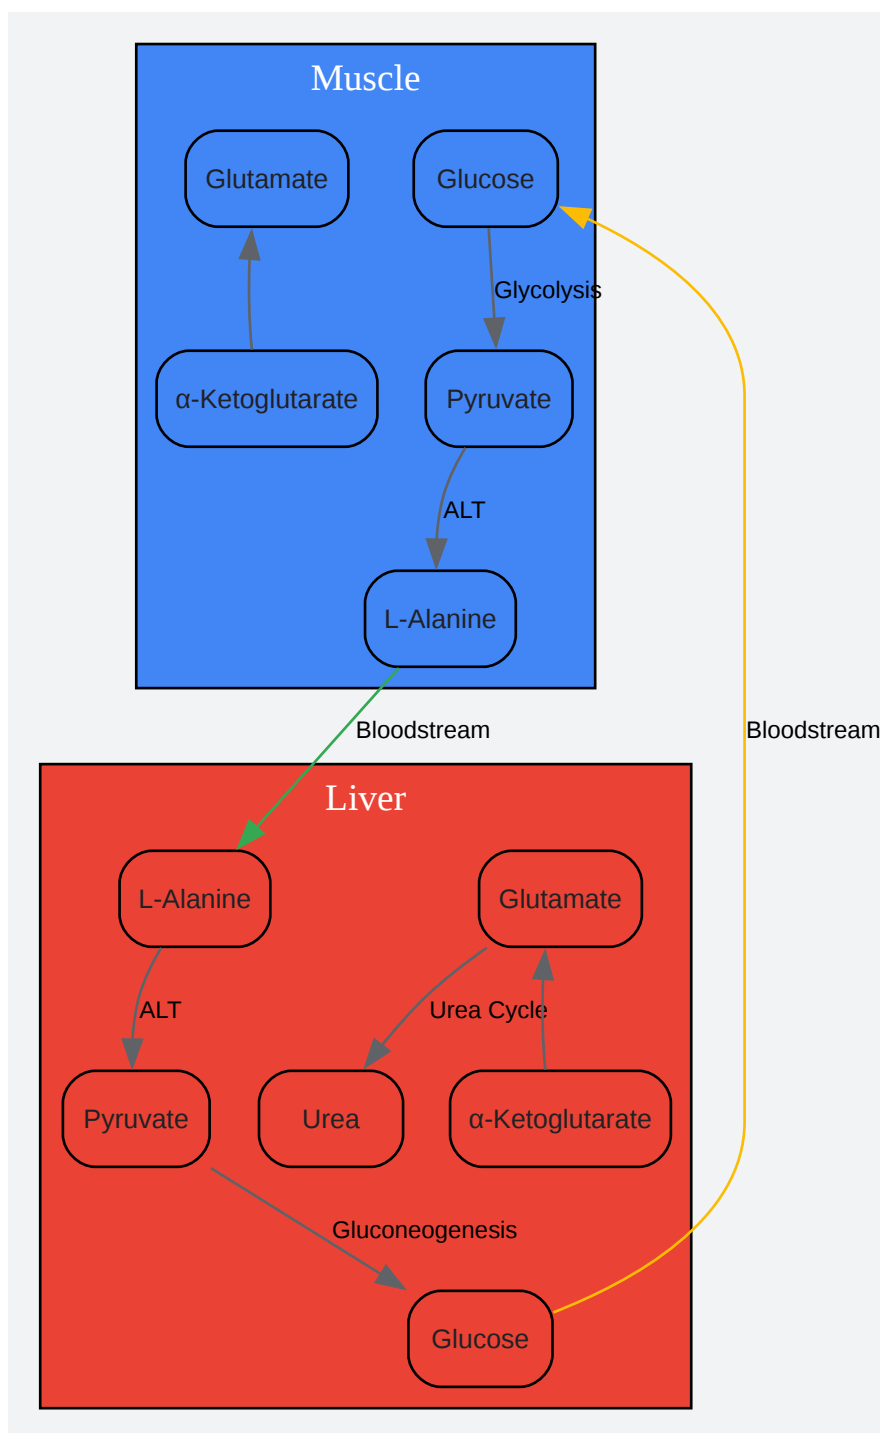 Muscle
Glutamate
Glucose
Glycolysis
α-Ketoglutarate
Pyruvate
ALT
L-Alanine
Bloodstream
Bloodstream
Liver
L-Alanine
Glutamate
ALT
Urea Cycle
Pyruvate
Urea
α-Ketoglutarate
Gluconeogenesis
Glucose